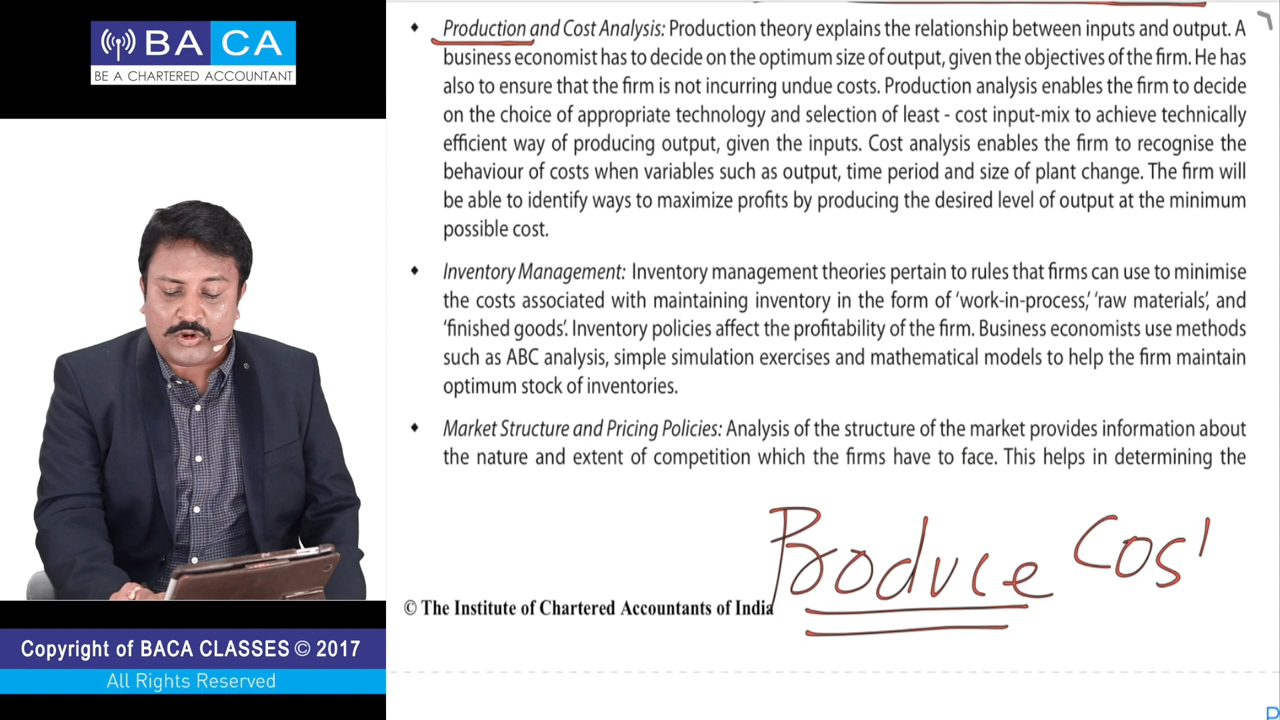 BA CA
BE A CHARTERED ACCOUNTANT
♦ Production and Cost Analysis: Production theory explains the relationship between inputs and output. A
business economist has to decide on the optimum size of output, given the objectives of the firm. He has
also to ensure that the firm is not incurring undue costs. Production analysis enables the firm to decide
on the choice of appropriate technology and selection of least - cost input-mix to achieve technically
efficient way of producing output, given the inputs. Cost analysis enables the firm to recognise the
behaviour of costs when variables such as output, time period and size of plant change. The firm will
be able to identify ways to maximize profits by producing the desired level of output at the minimum
possible cost.
♦ Inventory Management: Inventory management theories pertain to rules that firms can use to minimise
the costs associated with maintaining inventory in the form of ‘work-in-process,’ ‘raw materials’, and
‘finished goods’. Inventory policies affect the profitability of the firm. Business economists use methods
such as ABC analysis, simple simulation exercises and mathematical models to help the firm maintain
optimum stock of inventories.
♦ Market Structure and Pricing Policies: Analysis of the structure of the market provides information about
the nature and extent of competition which the firms have to face. This helps in determining the
Produce Cos
© The Institute of Chartered Accountants of India
Copyright of BACA CLASSES © 2017
All Rights Reserved